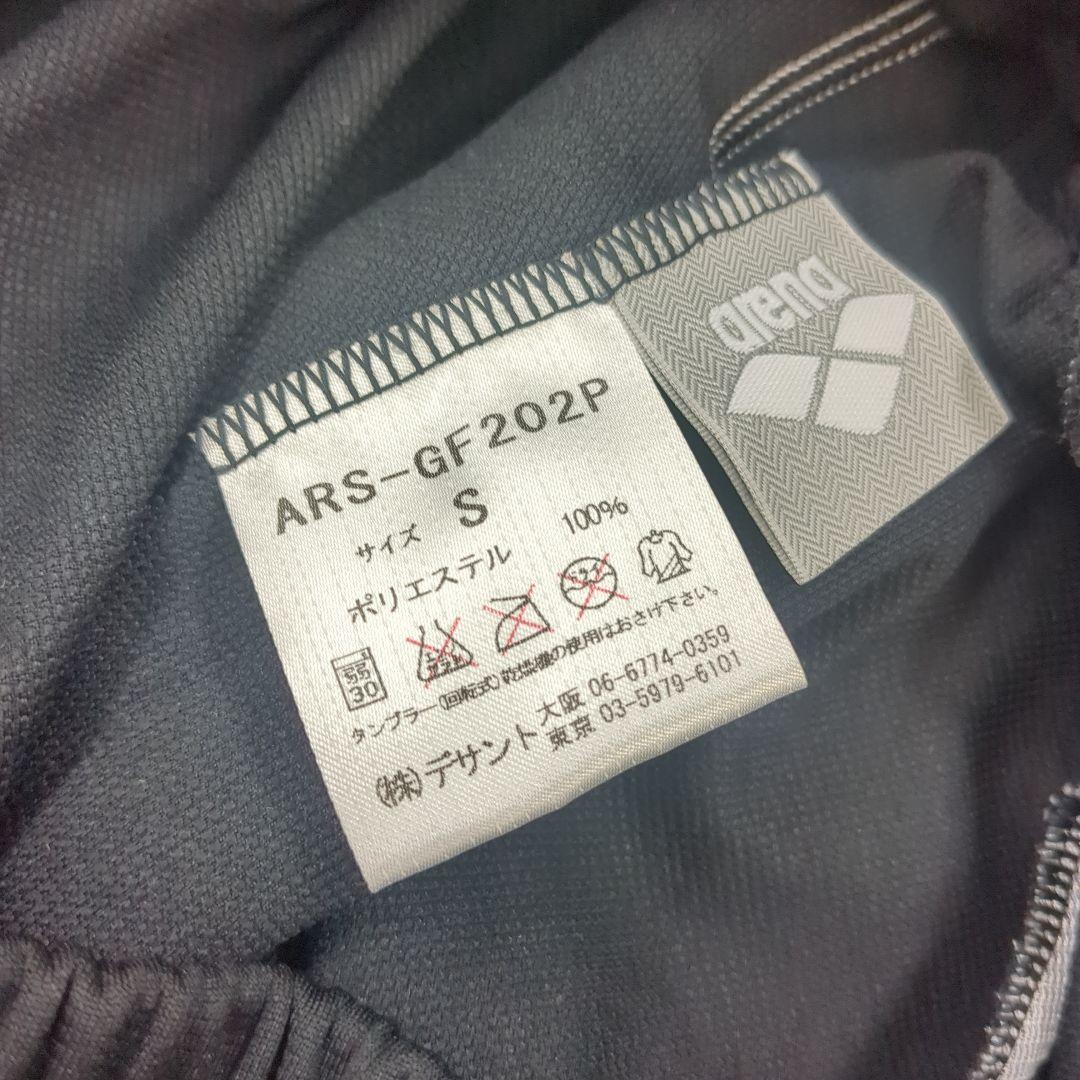 arena
ARS-GF202P
サイズ S
ポリエステル 100%
30
タンブラー(回転式)乾燥機の使用はおさけ下さい。
(株)デサント 大阪 06-6774-0359
東京 03-5979-6101